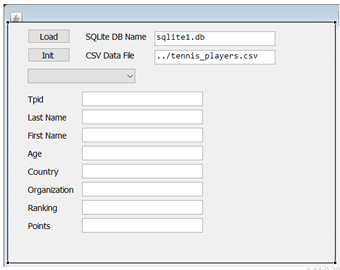 Load SQLite DB Name sqlite1.db
Init CSV Data File ../tennis_players.csv
Tpid
Last Name
First Name
Age
Country
Organization
Ranking
Points